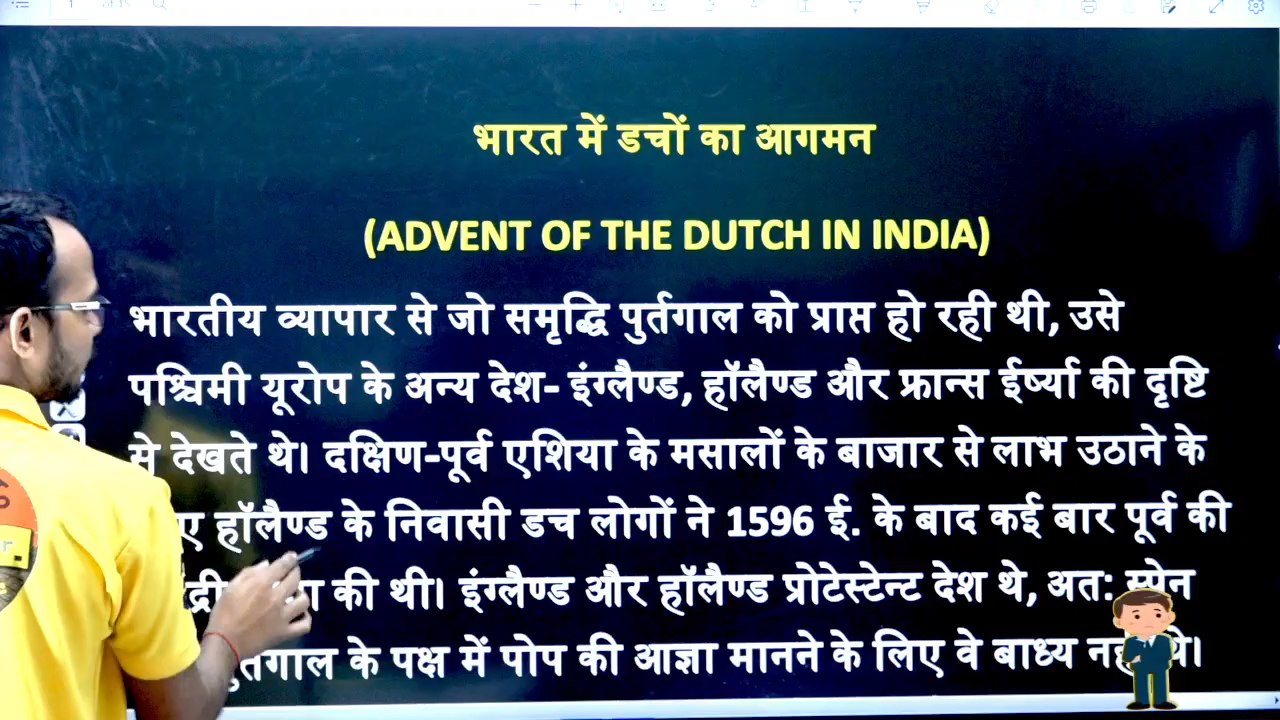 भारत में डचों का आगमन
(ADVENT OF THE DUTCH IN INDIA)
भारतीय व्यापार से जो समृद्धि पुर्तगाल को प्राप्त हो रही थी, उसे
पश्चिमी यूरोप के अन्य देश- इंग्लैण्ड, हॉलैण्ड और फ्रान्स ईर्ष्या की दृष्टि
से देखते थे। दक्षिण-पूर्व एशिया के मसालों के बाजार से लाभ उठाने के
हॉलैण्ड के निवासी डच लोगों ने 1596 ई. के बाद कई बार पूर्व की
की थी। इंग्लैण्ड और हॉलैण्ड प्रोटेस्टेन्ट देश थे, अतः स्पेन
के पक्ष में पोप की आज्ञा मानने के लिए वे बाध्य